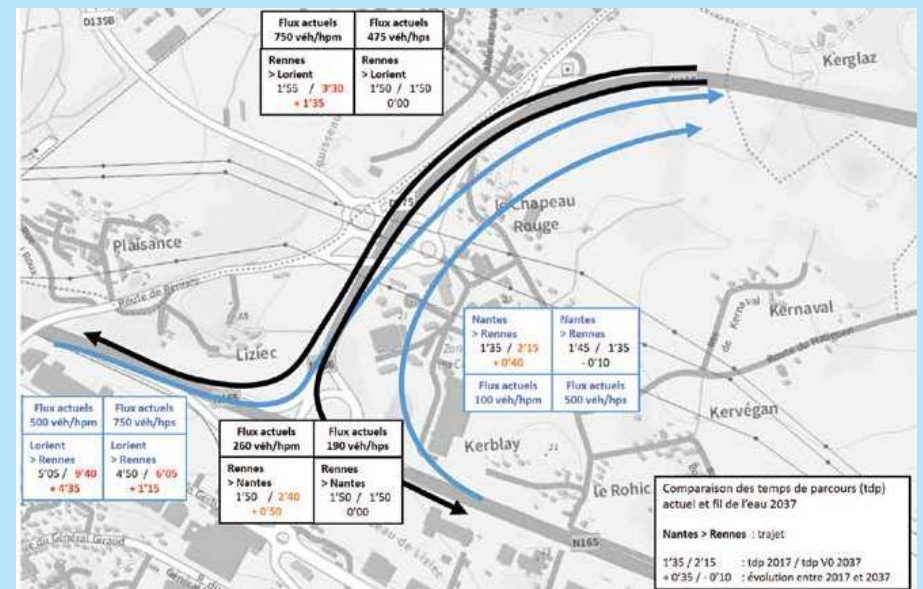 D135B
Flux actuels
750 véh/hpm
Flux actuels
475 véh/hps
Rennes
> Lorient
1'55 / 3'30
+ 1'35
Rennes
> Lorient
1'50 / 1'50
0'00
Kerglaz
le Chapeau
Rouge
Plaisance
Route de Rennes
Liziec
Kernaval
Kervégan
Kerblay
le Rohic
N165
Nantes
> Rennes
1'35 / 2'15
+ 0'40
Nantes
> Rennes
1'45 / 1'35
- 0'10
Flux actuels
100 véh/hpm
Flux actuels
500 véh/hps
Flux actuels
500 véh/hpm
Flux actuels
750 véh/hps
Lorient
> Rennes
5'05 / 9'40
+ 4'35
Lorient
> Rennes
4'50 / 6'05
+ 1'15
Flux actuels
260 véh/hpm
Flux actuels
190 véh/hps
Rennes
> Nantes
1'50 / 2'40
+ 0'50
Rennes
> Nantes
1'50 / 1'50
0'00
Comparaison des temps de parcours (tdp)
actuel et fil de l'eau 2037
Nantes > Rennes : trajet
1'35 / 2'15 : tdp 2017 / tdp V0 2037
+ 0'35 / - 0'10 : évolution entre 2017 et 2037